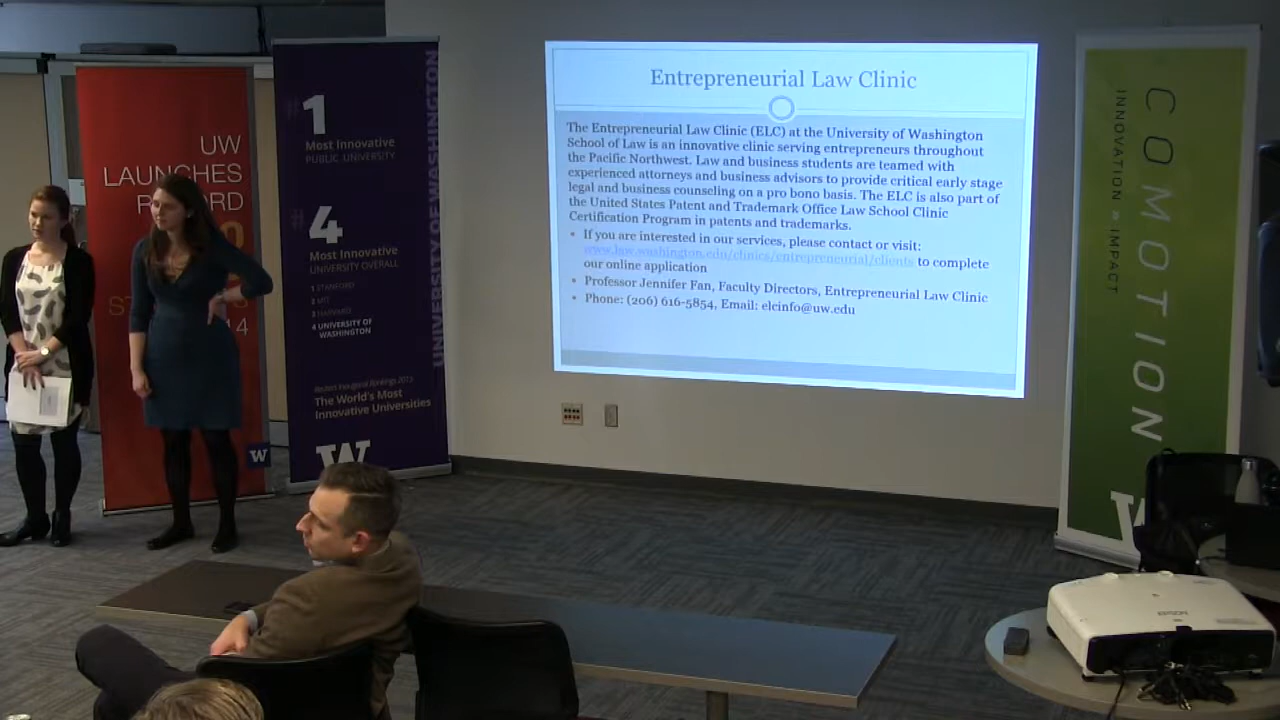 UW
LAUNCHES
RECORD
14
1
Most Innovative
PUBLIC UNIVERSITY
4
Most Innovative
UNIVERSITY OVERALL
1 STANFORD
2 MIT
3 HARVARD
4 UNIVERSITY OF
WASHINGTON
Reuters Inaugural Rankings 2015
The World's Most
Innovative Universities
W
W
UNIVERSITY OF WASHINGTON
Entrepreneurial Law Clinic
The Entrepreneurial Law Clinic (ELC) at the University of Washington
School of Law is an innovative clinic serving entrepreneurs throughout
the Pacific Northwest. Law and business students are teamed with
experienced attorneys and business advisors to provide critical early stage
legal and business counseling on a pro bono basis. The ELC is also part of
the United States Patent and Trademark Office Law School Clinic
Certification Program in patents and trademarks.
• If you are interested in our services, please contact or visit:
www.law.washington.edu/clinics/entrepreneurial/clients to complete
our online application
• Professor Jennifer Fan, Faculty Directors, Entrepreneurial Law Clinic
• Phone: (206) 616-5854, Email: elcinfo@uw.edu
COMOTION
INNOVATION » IMPACT
W
EPSON